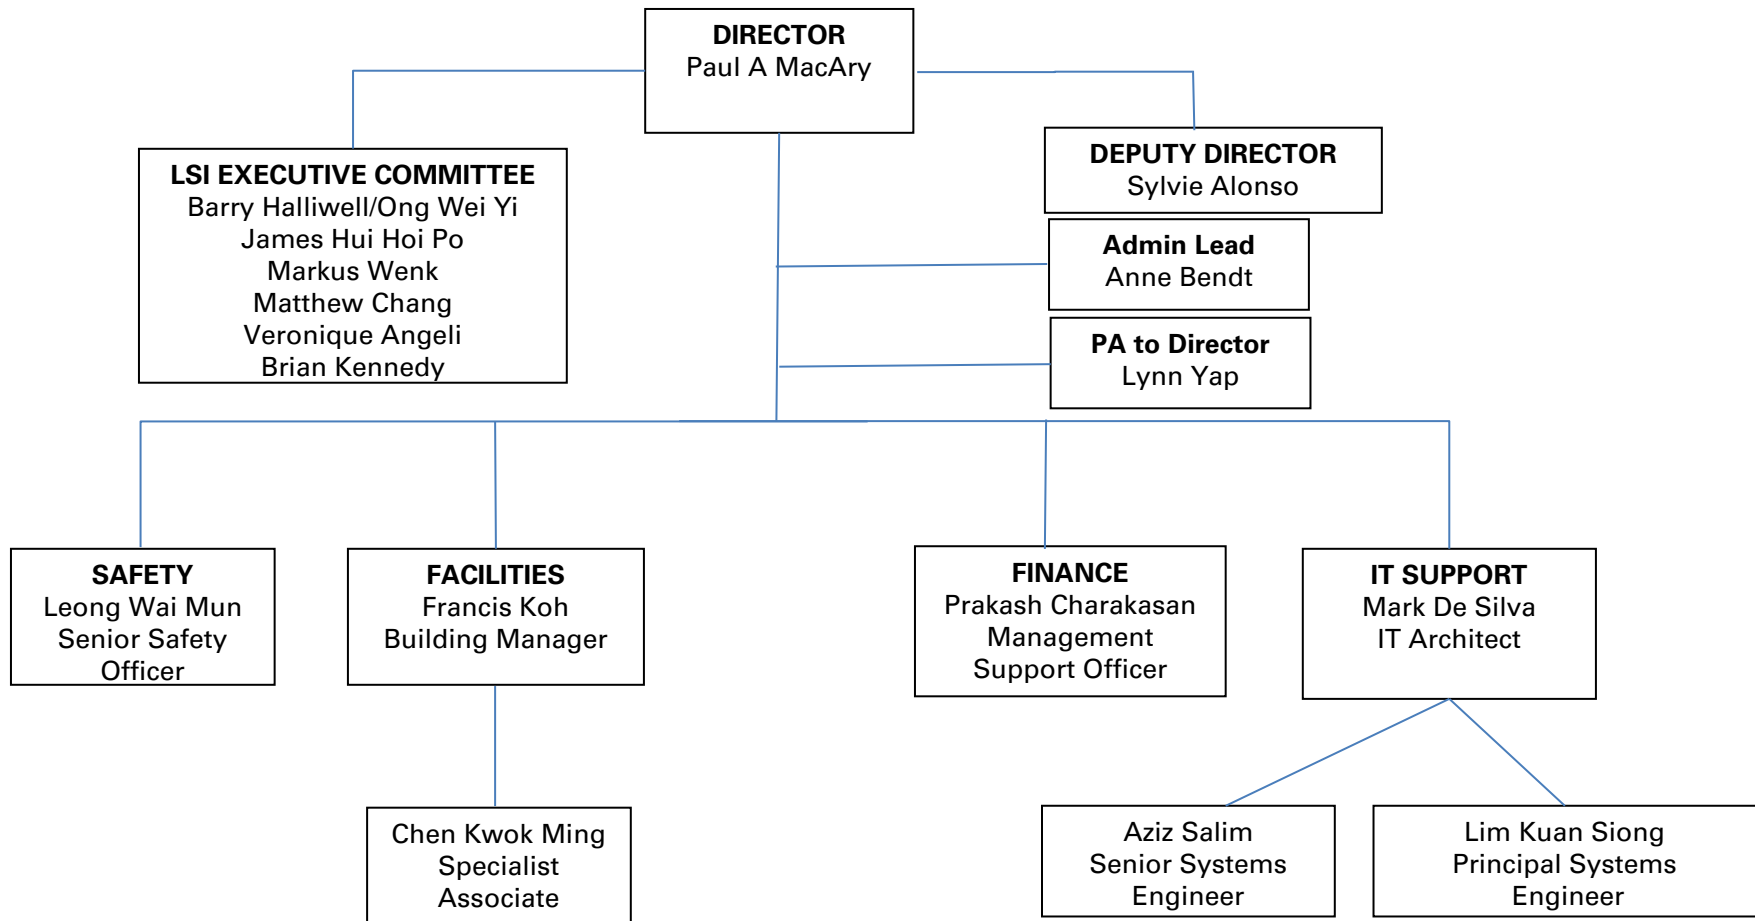 DIRECTOR
Paul A MacAry
LSI EXECUTIVE COMMITTEE
Barry Halliwell/Ong Wei Yi
James Hui Hoi Po
Markus Wenk
Matthew Chang
Veronique Angeli
Brian Kennedy
DEPUTY DIRECTOR
Sylvie Alonso
Admin Lead
Anne Bendt
PA to Director
Lynn Yap
SAFETY
Leong Wai Mun
Senior Safety
Officer
FACILITIES
Francis Koh
Building Manager
FINANCE
Prakash Charakasan
Management
Support Officer
IT SUPPORT
Mark De Silva
IT Architect
Chen Kwok Ming
Specialist
Associate
Aziz Salim
Senior Systems
Engineer
Lim Kuan Siong
Principal Systems
Engineer